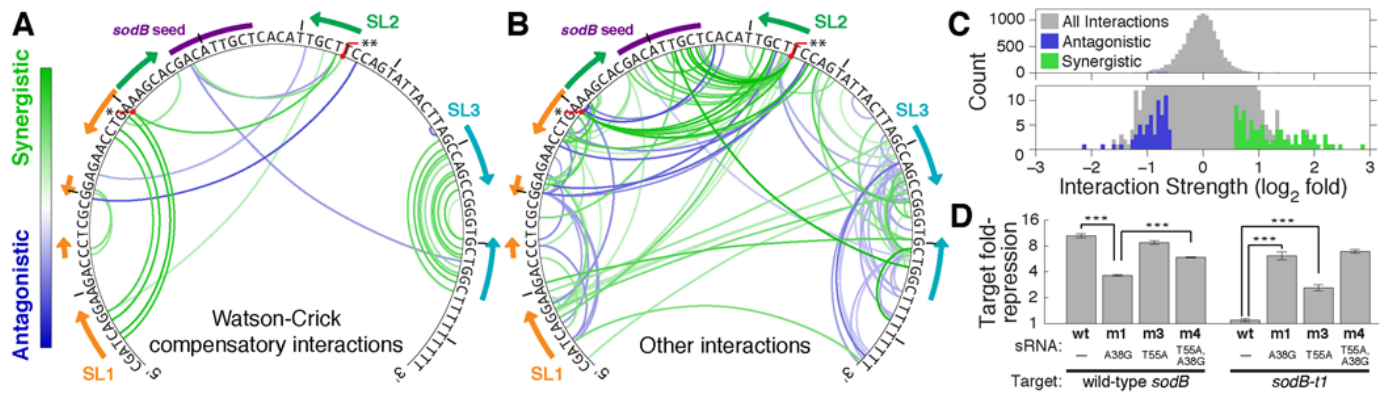 A
Synergistic
Antagonistic
sodB seed
SL2
**
*
SL3
SL1
CGATCAGGAAGACCCTCGCGGAGAACCTGAAAGCACGACATTGCTCACATTGCTTCCAGTATTACTTAGCCAGCCGGGTGCTGGCTTTTTTTTT
5'
3'
Watson-Crick
compensatory interactions
B
sodB seed
SL2
**
*
SL3
SL1
CGATCAGGAAGACCCTCGCGGAGAACCTGAAAGCACGACATTGCTCACATTGCTTCCAGTATTACTTAGCCAGCCGGGTGCTGGCTTTTTTTTT
5'
3'
Other interactions
C
Count
1000
500
0
All Interactions
Antagonistic
Synergistic
10
5
0
−3 −2 −1 0 1 2 3
Interaction Strength (log2 fold)
D
Target fold-
repression
16
8
4
2
1
*** *** *** ***
wt m1 m3 m4 wt m1 m3 m4
sRNA:
— A38G T55A T55A, A38G — A38G T55A T55A, A38G
Target: wild-type sodB sodB-t1